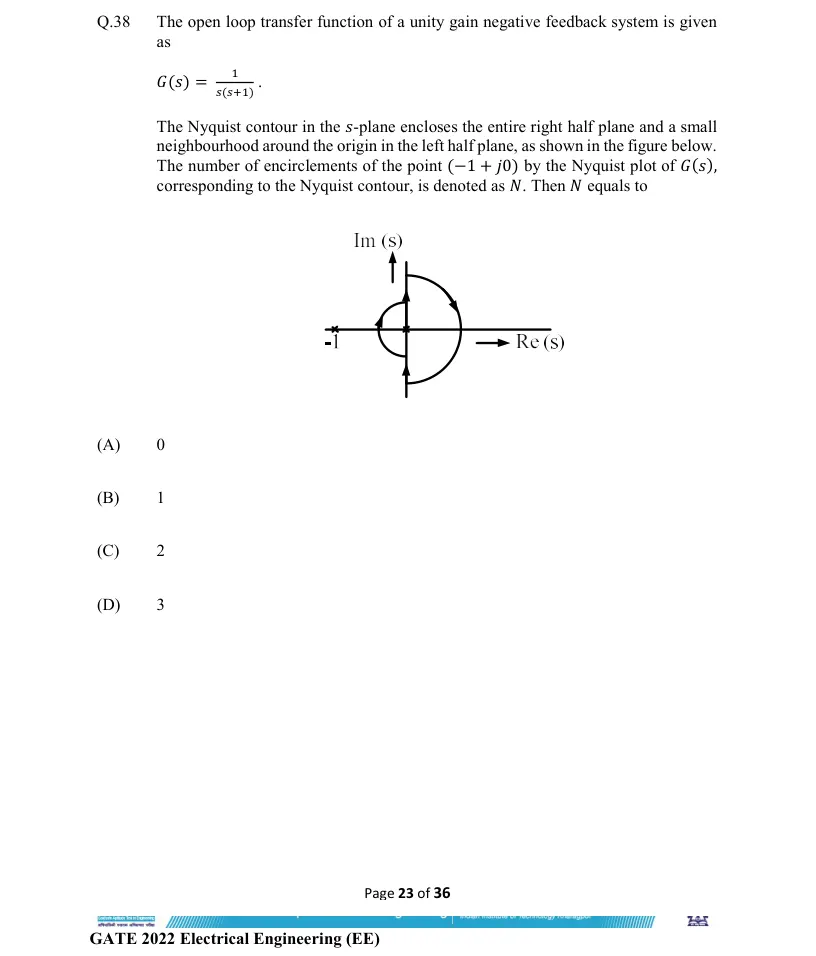 Q.38 The open loop transfer function of a unity gain negative feedback system is given
as
G(s) = 1/(s(s+1)) .
The Nyquist contour in the s-plane encloses the entire right half plane and a small
neighbourhood around the origin in the left half plane, as shown in the figure below.
The number of encirclements of the point (−1 + j0) by the Nyquist plot of G(s),
corresponding to the Nyquist contour, is denoted as N. Then N equals to
Im (s)
-1
Re (s)
(A) 0
(B) 1
(C) 2
(D) 3
Page 23 of 36
GATE 2022 Electrical Engineering (EE)